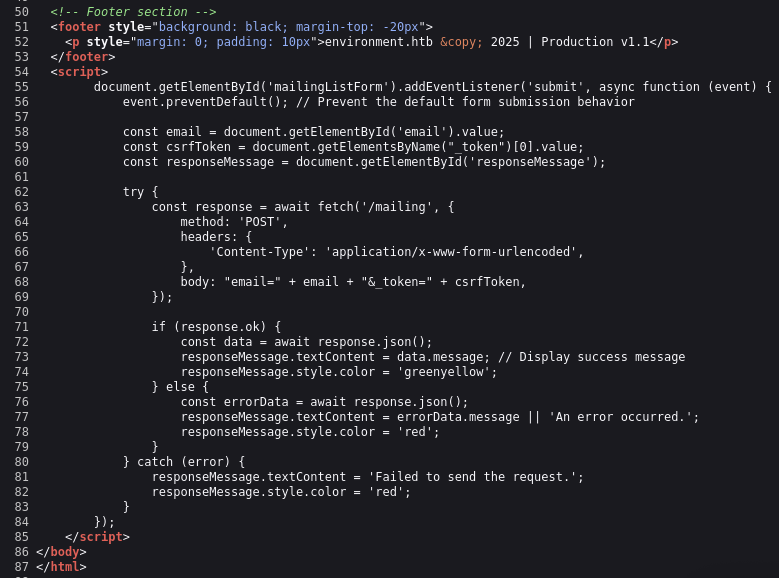 50   <!-- Footer section -->
51   <footer style="background: black; margin-top: -20px">
52     <p style="margin: 0; padding: 10px">environment.htb &copy; 2025 | Production v1.1</p>
53   </footer>
54   <script>
55         document.getElementById('mailingListForm').addEventListener('submit', async function (event) {
56             event.preventDefault(); // Prevent the default form submission behavior
57
58             const email = document.getElementById('email').value;
59             const csrfToken = document.getElementsByName("_token")[0].value;
60             const responseMessage = document.getElementById('responseMessage');
61
62             try {
63                 const response = await fetch('/mailing', {
64                     method: 'POST',
65                     headers: {
66                         'Content-Type': 'application/x-www-form-urlencoded',
67                     },
68                     body: "email=" + email + "&_token=" + csrfToken,
69                 });
70
71                 if (response.ok) {
72                     const data = await response.json();
73                     responseMessage.textContent = data.message; // Display success message
74                     responseMessage.style.color = 'greenyellow';
75                 } else {
76                     const errorData = await response.json();
77                     responseMessage.textContent = errorData.message || 'An error occurred.';
78                     responseMessage.style.color = 'red';
79                 }
80             } catch (error) {
81                 responseMessage.textContent = 'Failed to send the request.';
82                 responseMessage.style.color = 'red';
83             }
84         });
85     </script>
86 </body>
87 </html>